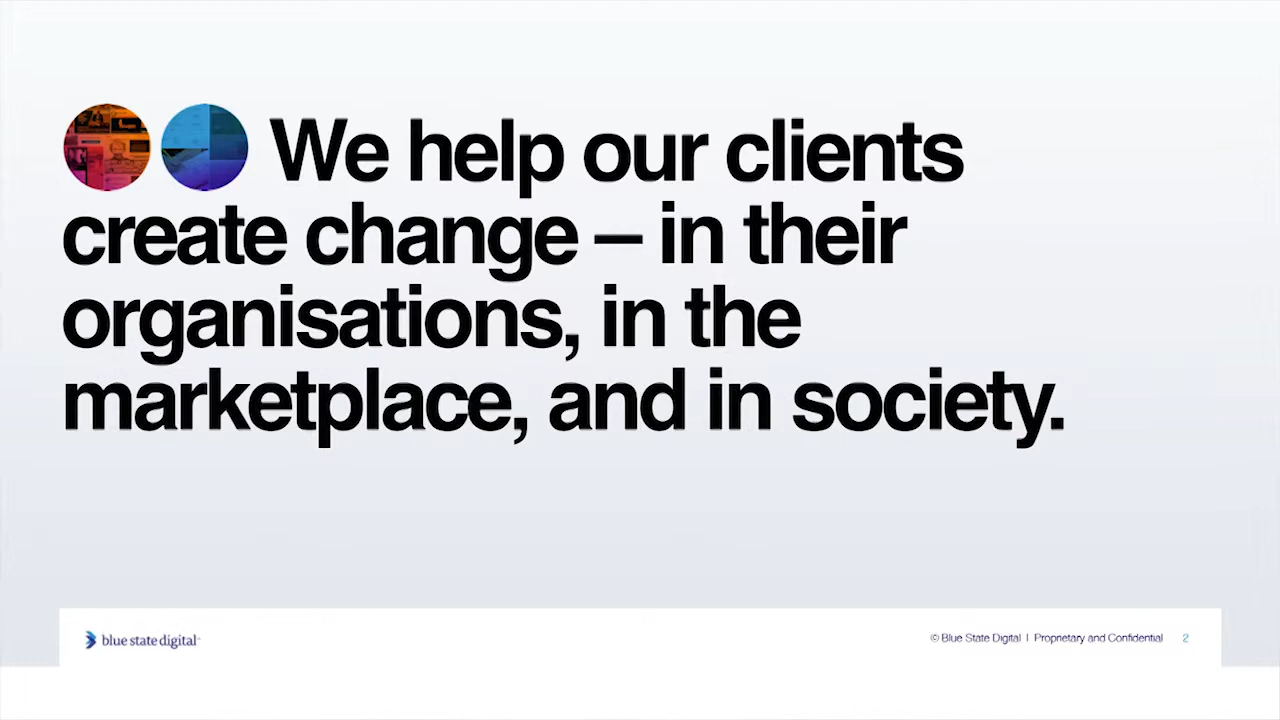 We help our clients
create change – in their
organisations, in the
marketplace, and in society.
blue state digital™
© Blue State Digital | Proprietary and Confidential 2